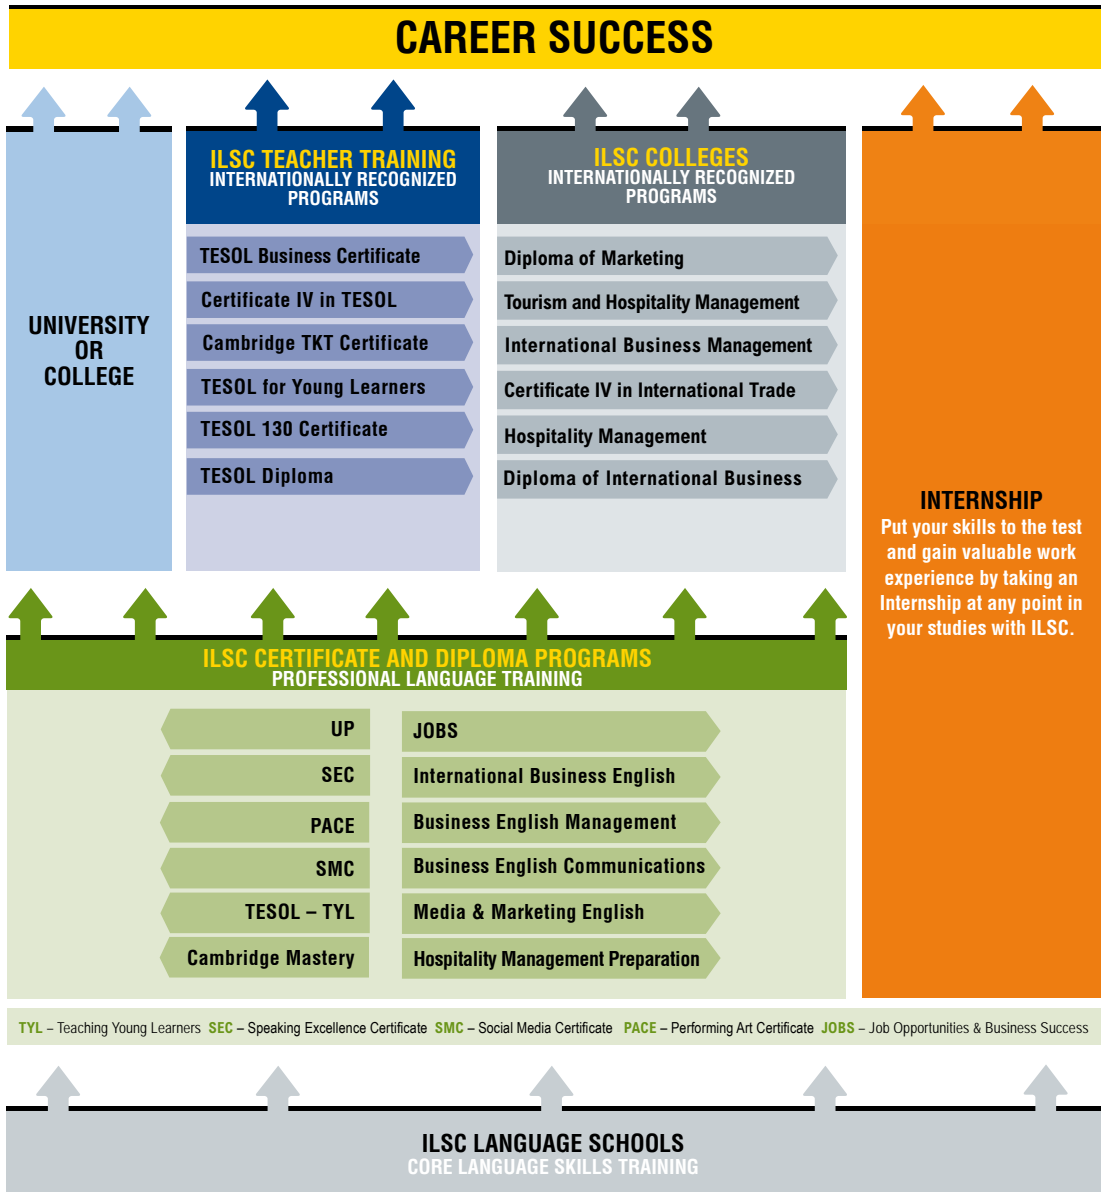 CAREER SUCCESS
UNIVERSITY
OR
COLLEGE
ILSC TEACHER TRAINING
INTERNATIONALLY RECOGNIZED
PROGRAMS
TESOL Business Certificate
Certificate IV in TESOL
Cambridge TKT Certificate
TESOL for Young Learners
TESOL 130 Certificate
TESOL Diploma
ILSC COLLEGES
INTERNATIONALLY RECOGNIZED
PROGRAMS
Diploma of Marketing
Tourism and Hospitality Management
International Business Management
Certificate IV in International Trade
Hospitality Management
Diploma of International Business
INTERNSHIP
Put your skills to the test
and gain valuable work
experience by taking an
Internship at any point in
your studies with ILSC.
ILSC CERTIFICATE AND DIPLOMA PROGRAMS
PROFESSIONAL LANGUAGE TRAINING
UP
SEC
PACE
SMC
TESOL – TYL
Cambridge Mastery
JOBS
International Business English
Business English Management
Business English Communications
Media & Marketing English
Hospitality Management Preparation
TYL – Teaching Young Learners SEC – Speaking Excellence Certificate SMC – Social Media Certificate PACE – Performing Art Certificate JOBS – Job Opportunities & Business Success
ILSC LANGUAGE SCHOOLS
CORE LANGUAGE SKILLS TRAINING